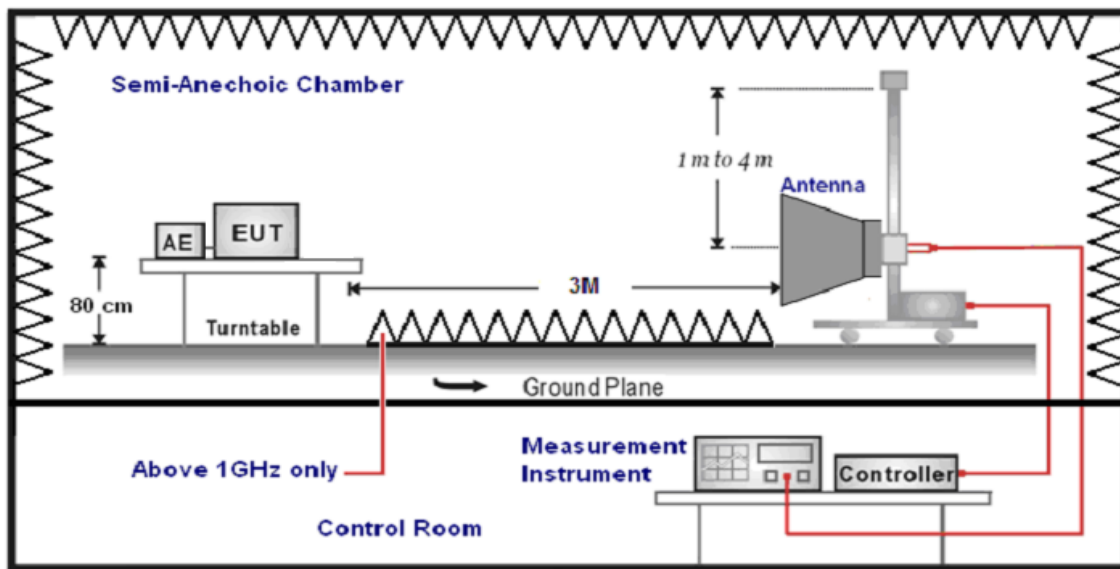 Semi-Anechoic Chamber
1 m to 4 m
Antenna
AE
EUT
80 cm
3M
Turntable
Ground Plane
Above 1GHz only
Measurement
Instrument
Controller
Control Room